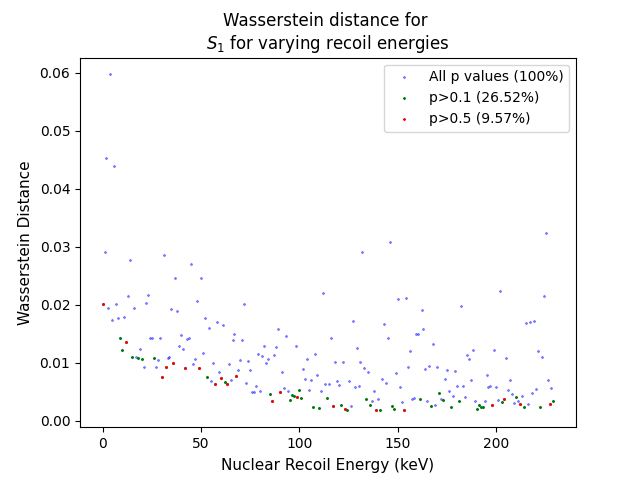 Wasserstein distance for
S₁ for varying recoil energies
All p values (100%)
p>0.1 (26.52%)
p>0.5 (9.57%)
Wasserstein Distance
0.06
0.05
0.04
0.03
0.02
0.01
0.00
0 50 100 150 200
Nuclear Recoil Energy (keV)